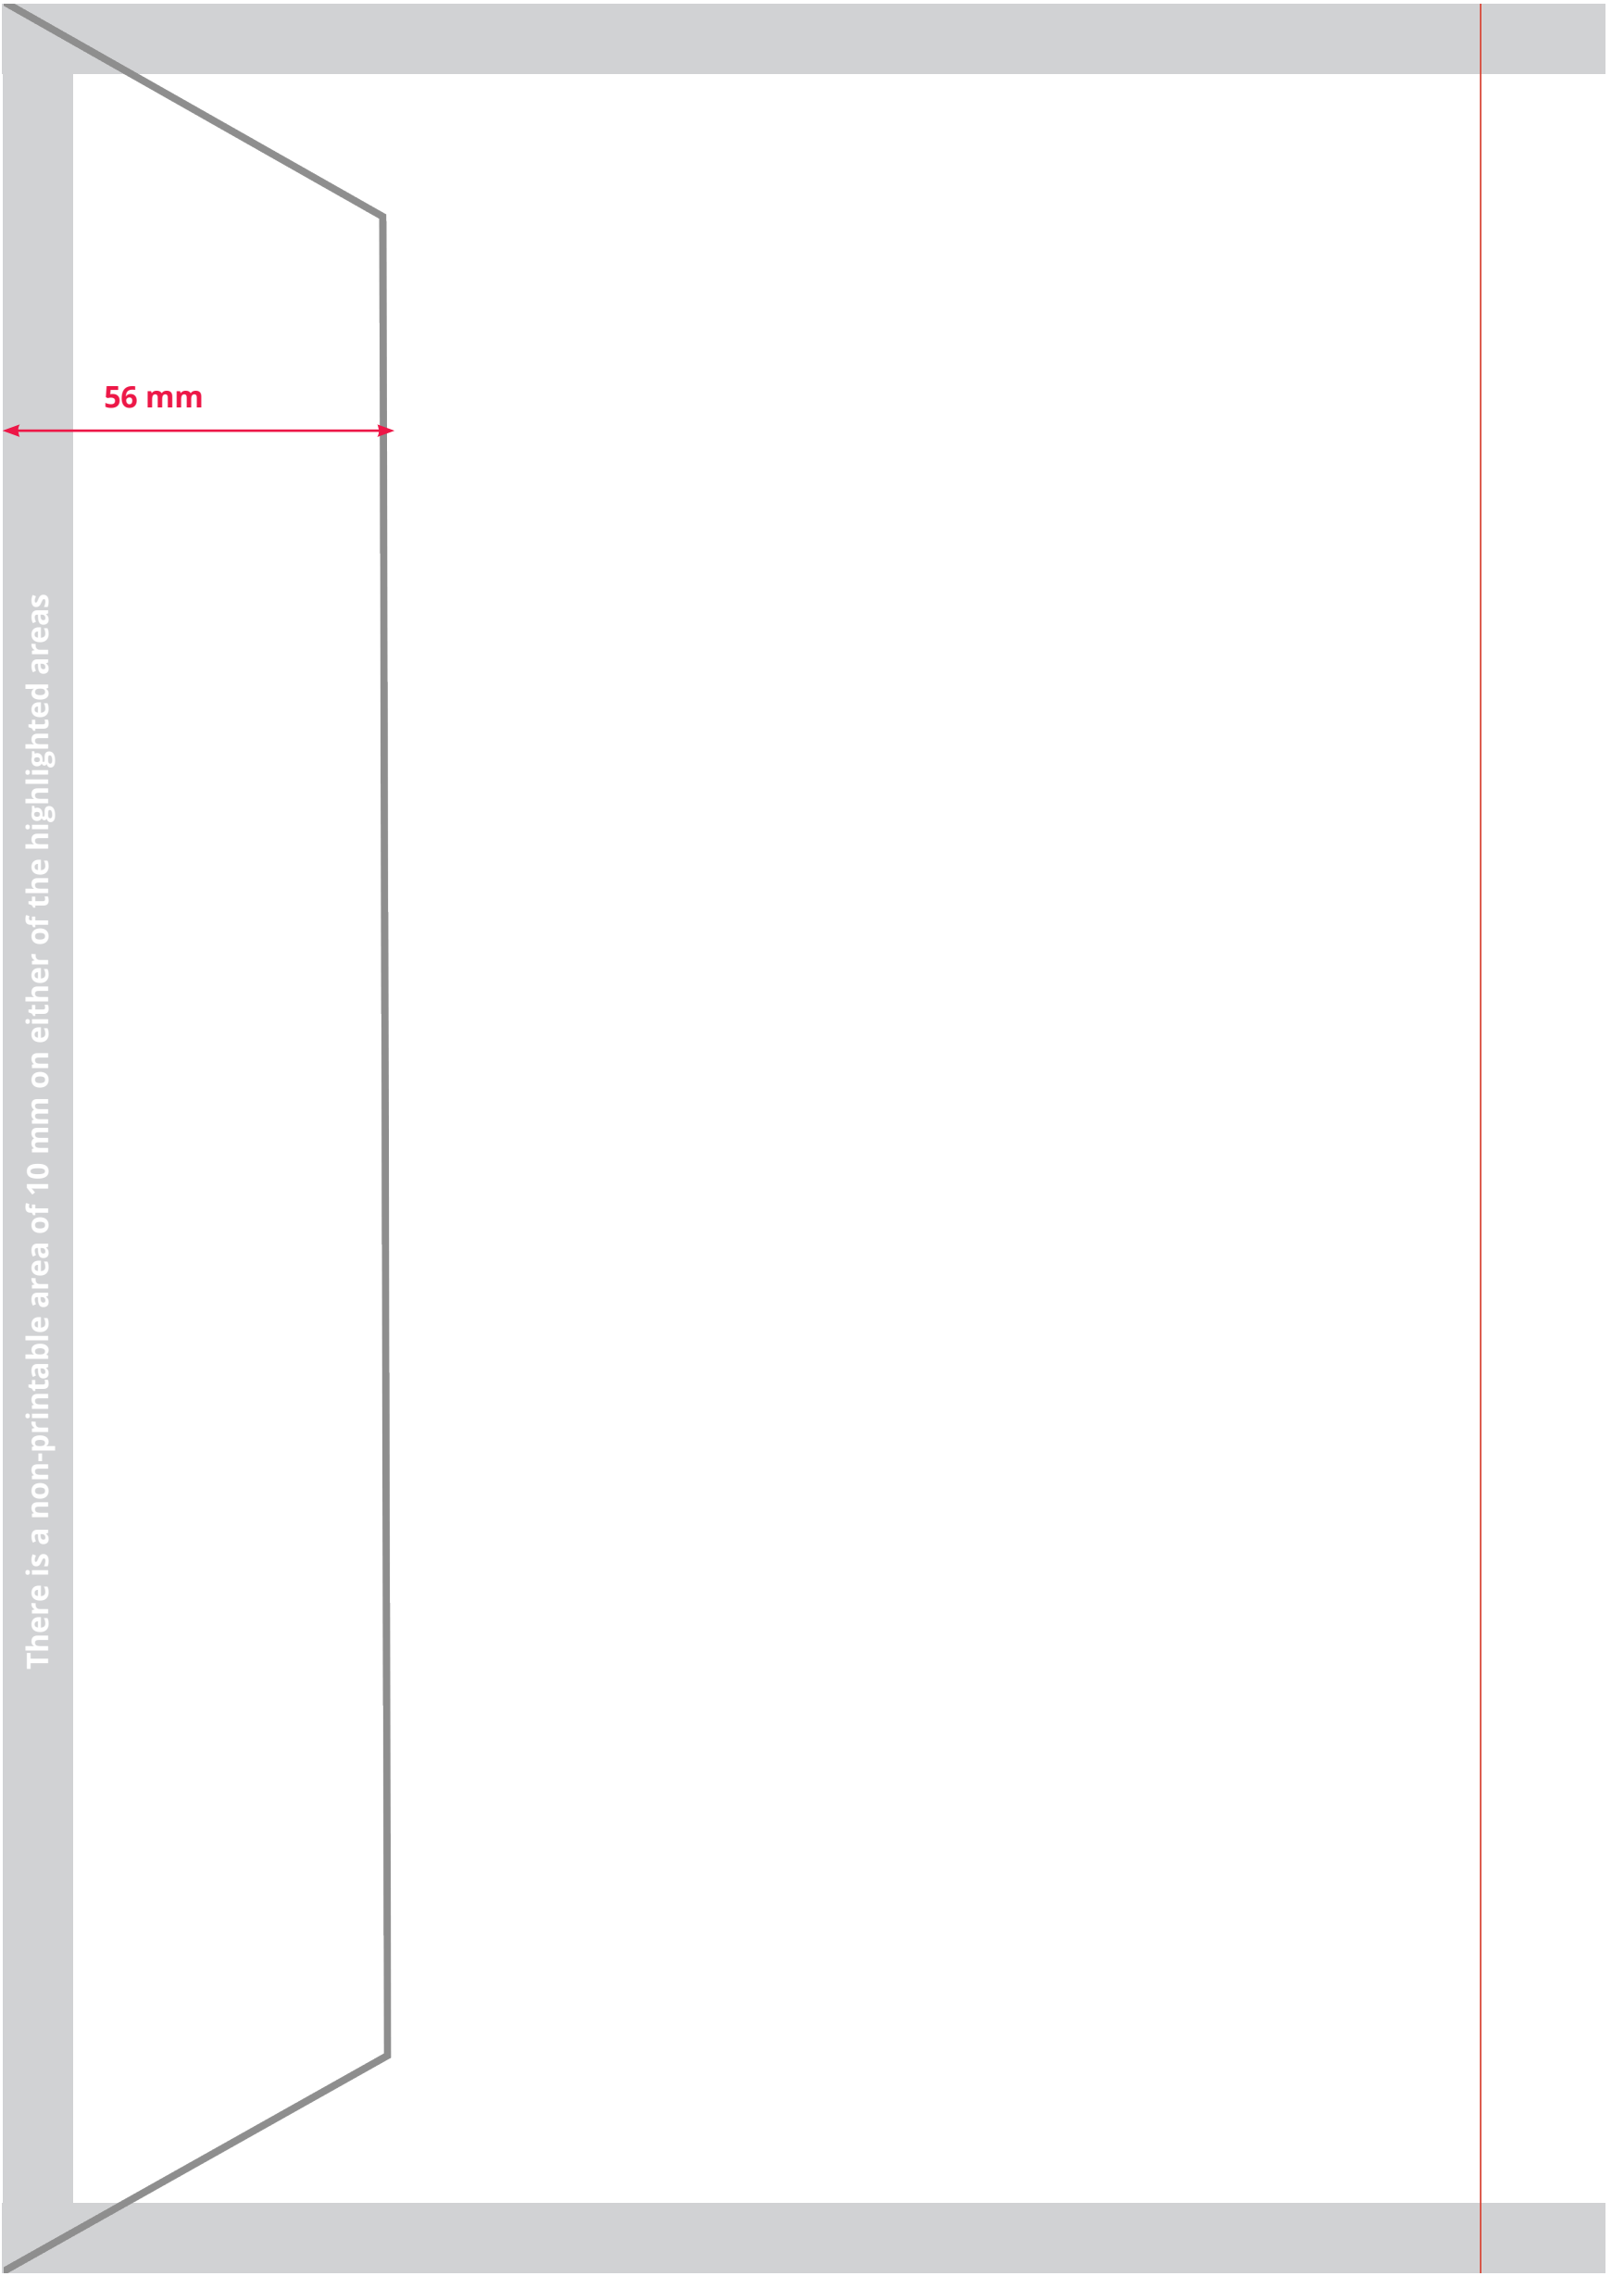 56 mm
There is a non-printable area of 10 mm on either of the highlighted areas